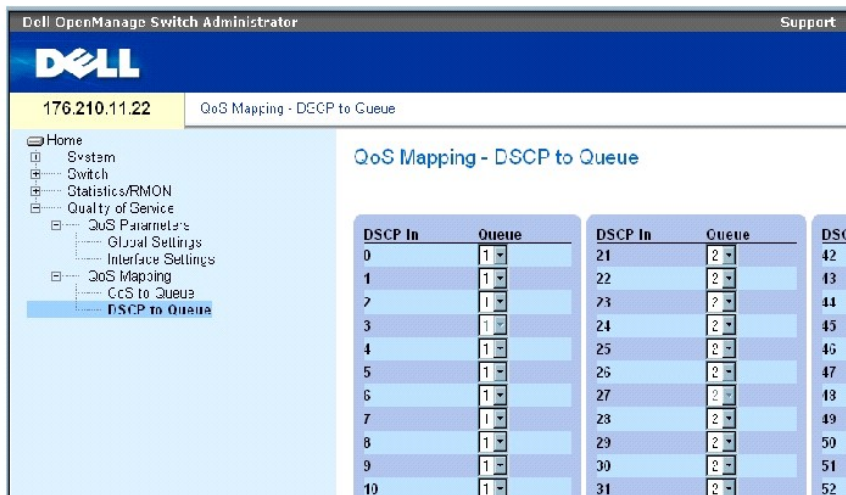 Dell OpenManage Switch Administrator
Support
DELL
176.210.11.22
QoS Mapping - DSCP to Queue
Home
System
Switch
Statistics/RMON
Quality of Service
QoS Parameters
Global Settings
Interface Settings
QoS Mapping
CoS to Queue
DSCP to Queue
QoS Mapping - DSCP to Queue
DSCP In Queue DSCP In Queue DSC
0 1 21 2 42
1 1 22 2 43
2 1 23 2 44
3 1 24 2 45
4 1 25 2 46
5 1 26 2 47
6 1 27 2 48
7 1 28 2 49
8 1 29 2 50
9 1 30 2 51
10 1 31 2 52